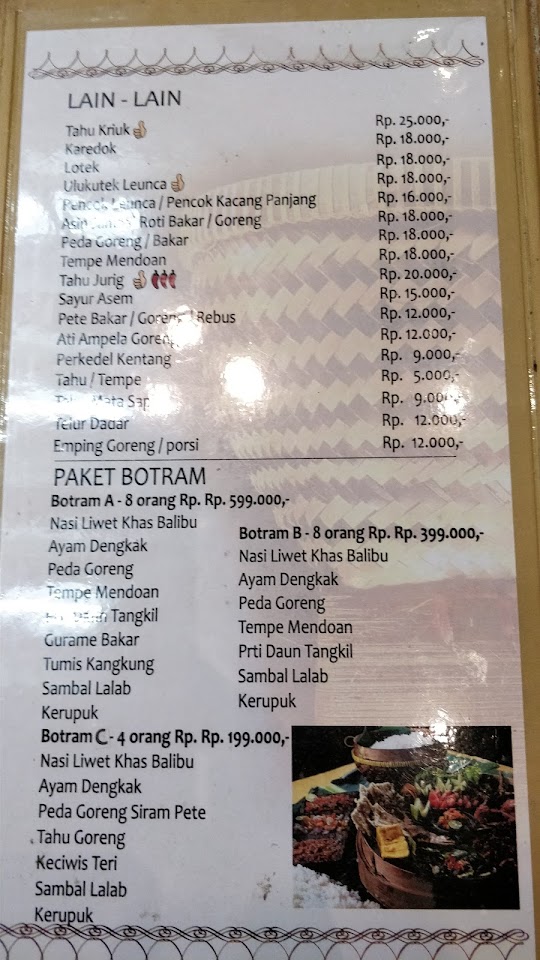 LAIN - LAIN
Tahu Kriuk Rp. 25.000,-
Karedok Rp. 18.000,-
Lotek Rp. 18.000,-
Ulukutek Leunca Rp. 18.000,-
Pencok Leunca / Pencok Kacang Panjang Rp. 16.000,-
Asin Roti Bakar / Goreng Rp. 18.000,-
Peda Goreng / Bakar Rp. 18.000,-
Tempe Mendoan Rp. 18.000,-
Tahu Jurig Rp. 20.000,-
Sayur Asem Rp. 15.000,-
Pete Bakar / Goreng / Rebus Rp. 12.000,-
Ati Ampela Goreng Rp. 12.000,-
Perkedel Kentang Rp. 9.000,-
Tahu / Tempe Rp. 5.000,-
Mata Sapi Rp. 9.000,-
Telur Dadar Rp. 12.000,-
Emping Goreng / porsi Rp. 12.000,-
PAKET BOTRAM
Botram A - 8 orang Rp. Rp. 599.000,-
Nasi Liwet Khas Balibu
Ayam Dengkak
Peda Goreng
Tempe Mendoan
Daun Tangkil
Gurame Bakar
Tumis Kangkung
Sambal Lalab
Kerupuk
Botram B - 8 orang Rp. Rp. 399.000,-
Nasi Liwet Khas Balibu
Ayam Dengkak
Peda Goreng
Tempe Mendoan
Prti Daun Tangkil
Sambal Lalab
Kerupuk
Botram C - 4 orang Rp. Rp. 199.000,-
Nasi Liwet Khas Balibu
Ayam Dengkak
Peda Goreng Siram Pete
Tahu Goreng
Keciwis Teri
Sambal Lalab
Kerupuk